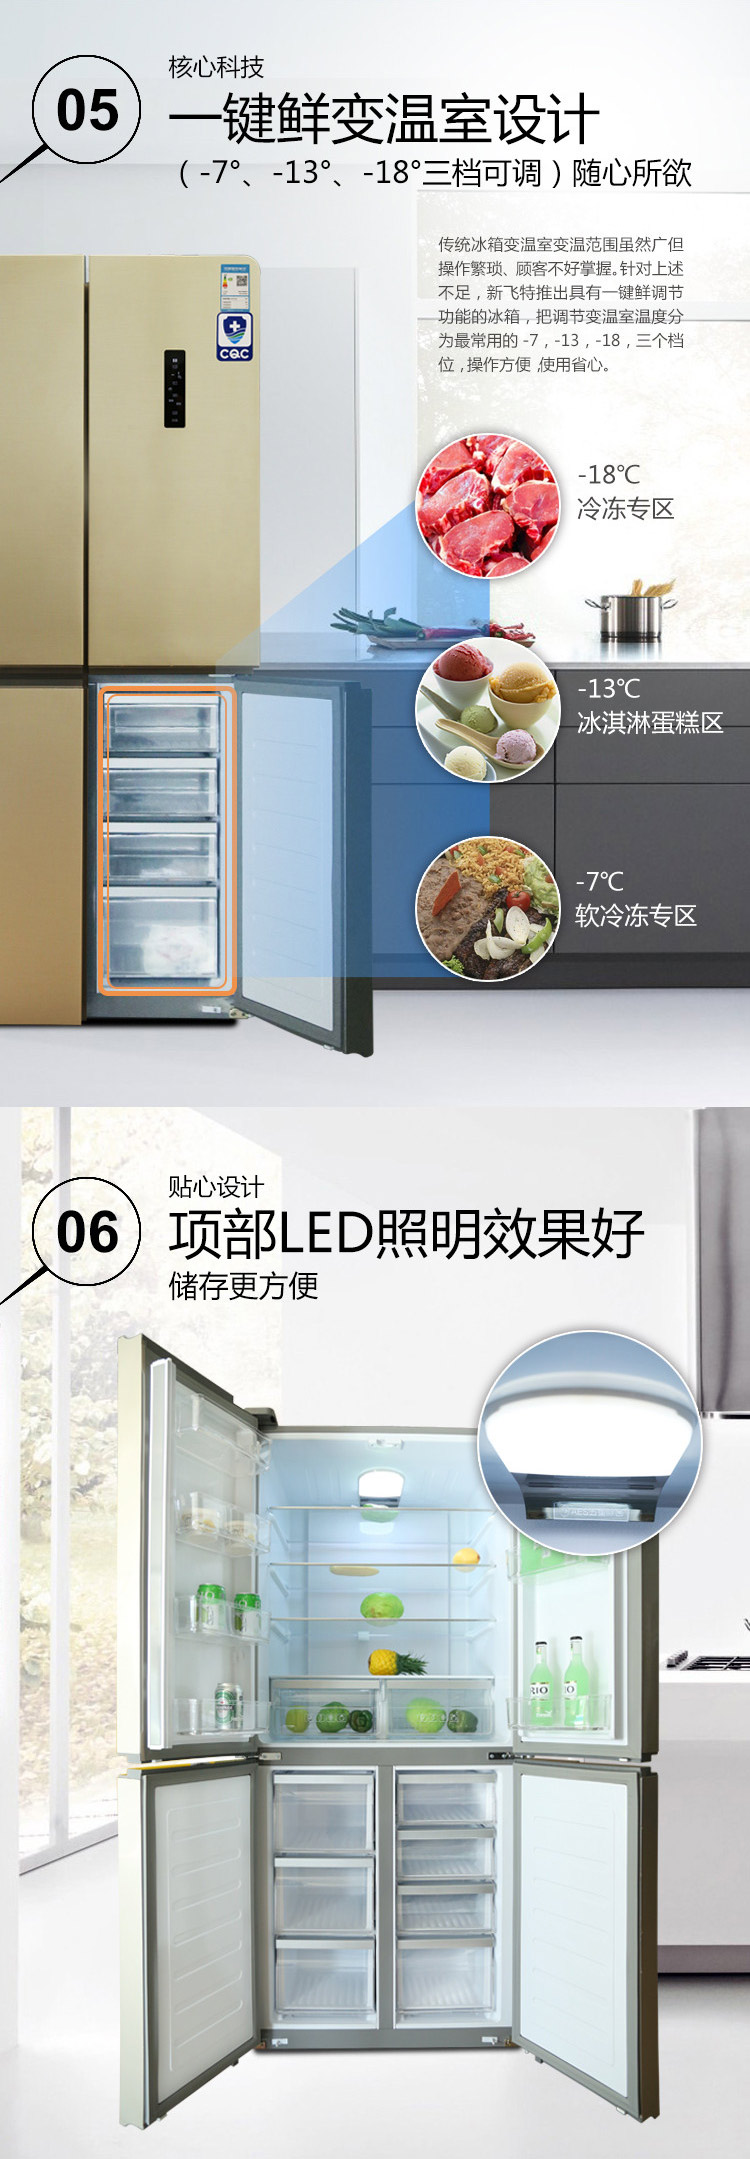 05
核心科技
一键鲜变温室设计
（-7°、-13°、-18°三档可调）随心所欲
传统冰箱变温室变温范围虽然广但
操作繁琐、顾客不好掌握。针对上述
不足，新飞特推出具有一键鲜调节
功能的冰箱，把调节变温室温度分
为最常用的 -7，-13，-18，三个档
位，操作方便，使用省心。
CQC
-18℃
冷冻专区
-13℃
冰淇淋蛋糕区
-7℃
软冷冻专区
06
贴心设计
项部LED照明效果好
储存更方便
RIO